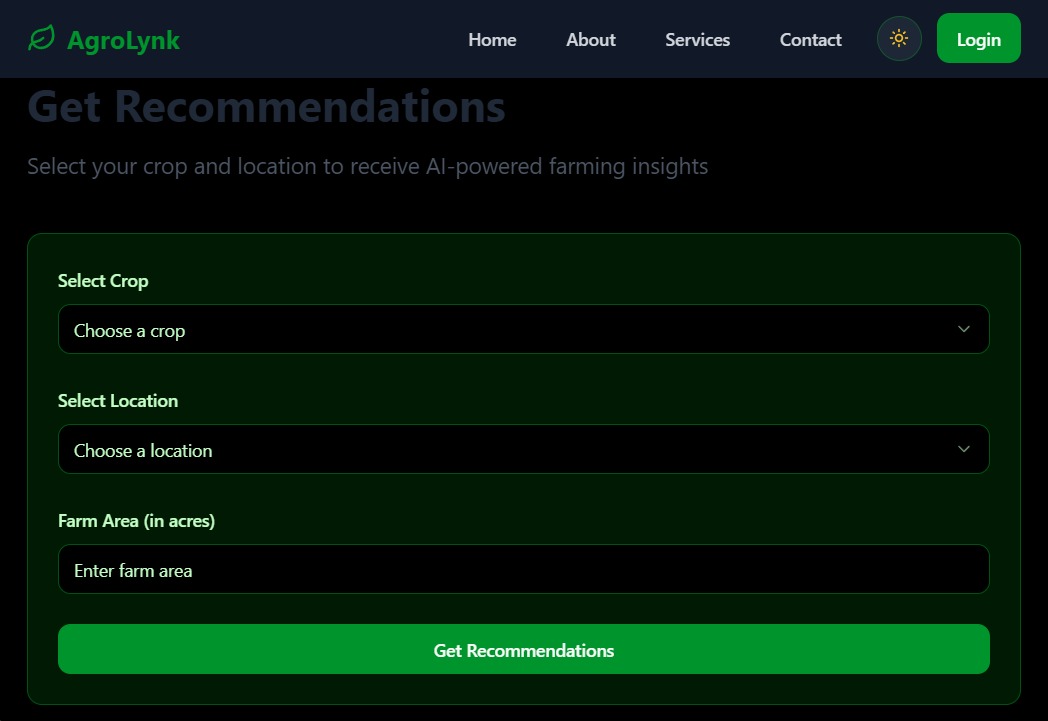 AgroLynk
Home About Services Contact Login
Get Recommendations
Select your crop and location to receive AI-powered farming insights
Select Crop
Choose a crop
Select Location
Choose a location
Farm Area (in acres)
Enter farm area
Get Recommendations